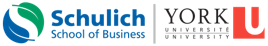 Schulich
School of Business
YORK
UNIVERSITÉ
UNIVERSITY
U